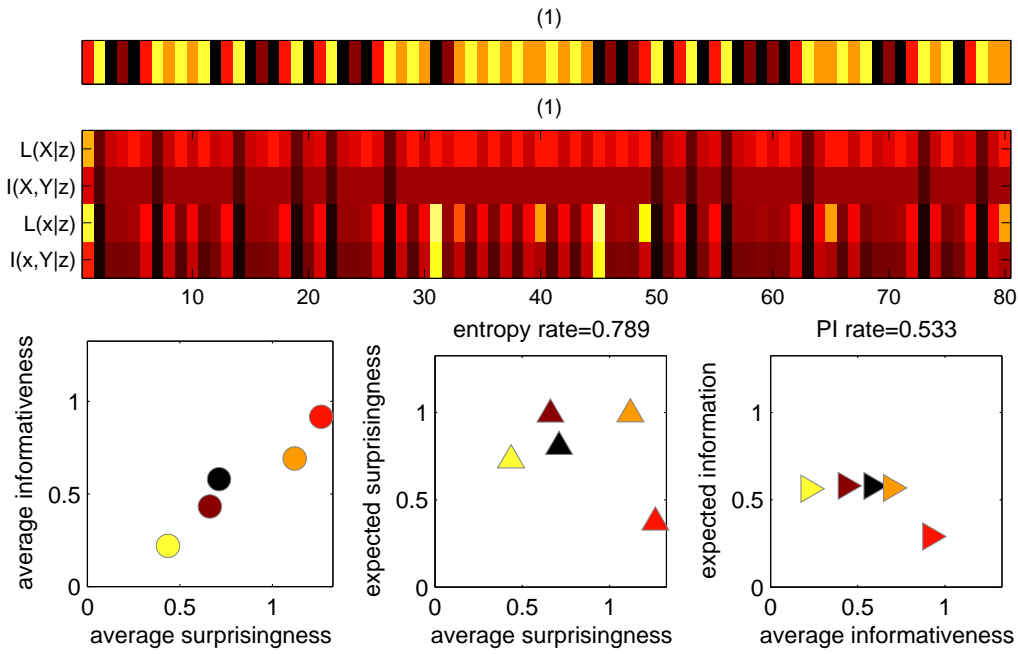 (1)
(1)
L(X|z)
I(X,Y|z)
L(x|z)
I(x,Y|z)
10 20 30 40 50 60 70 80
entropy rate=0.789
PI rate=0.533
average informativeness
1
0.5
0
0 0.5 1
average surprisingness
expected surprisingness
1
0.5
0
0 0.5 1
average surprisingness
expected information
1
0.5
0
0 0.5 1
average informativeness